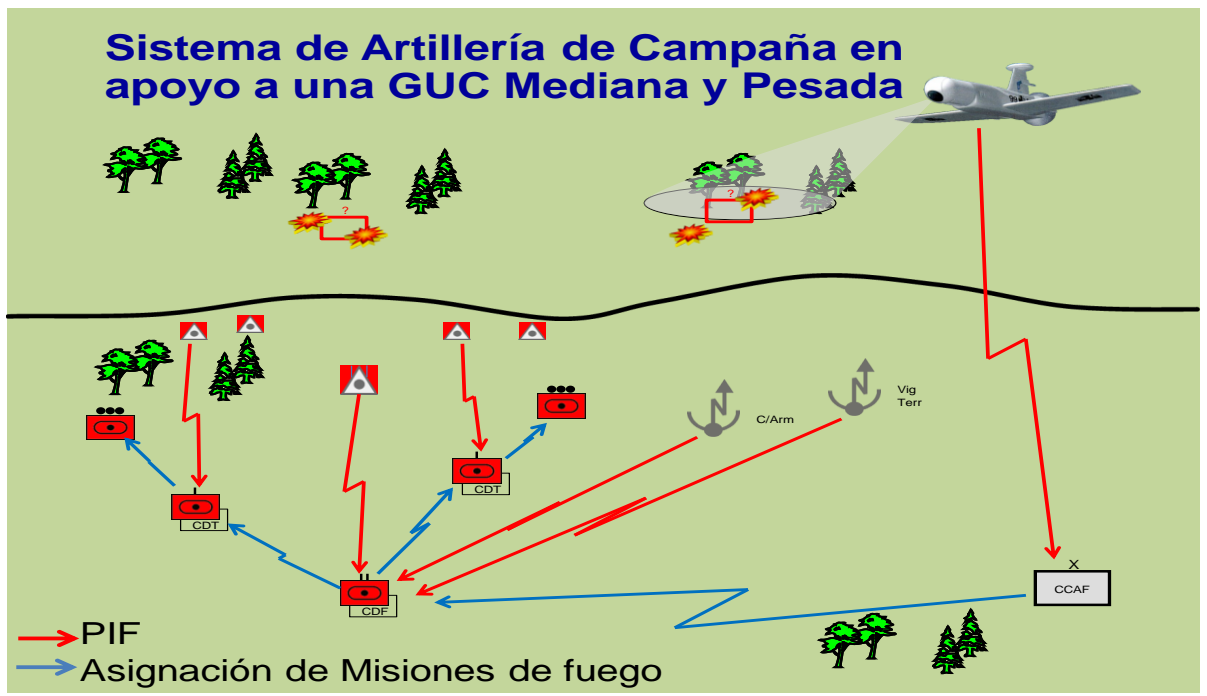 Sistema de Artillería de Campaña en
apoyo a una GUC Mediana y Pesada
?
?
Vig
Terr
C/Arm
CDT
CDT
X
CCAF
CDF
PIF
Asignación de Misiones de fuego